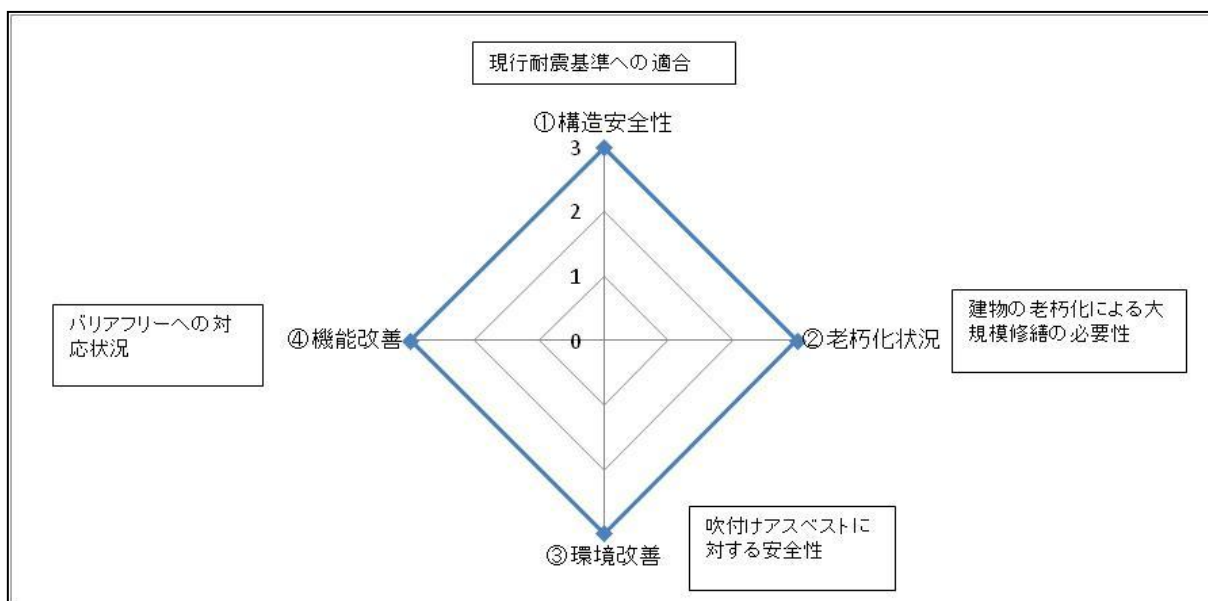 現行耐震基準への適合
①構造安全性
3
2
1
0
バリアフリーへの対
応状況
④機能改善
②老朽化状況
建物の老朽化による大
規模修繕の必要性
③環境改善
吹付けアスベストに
対する安全性